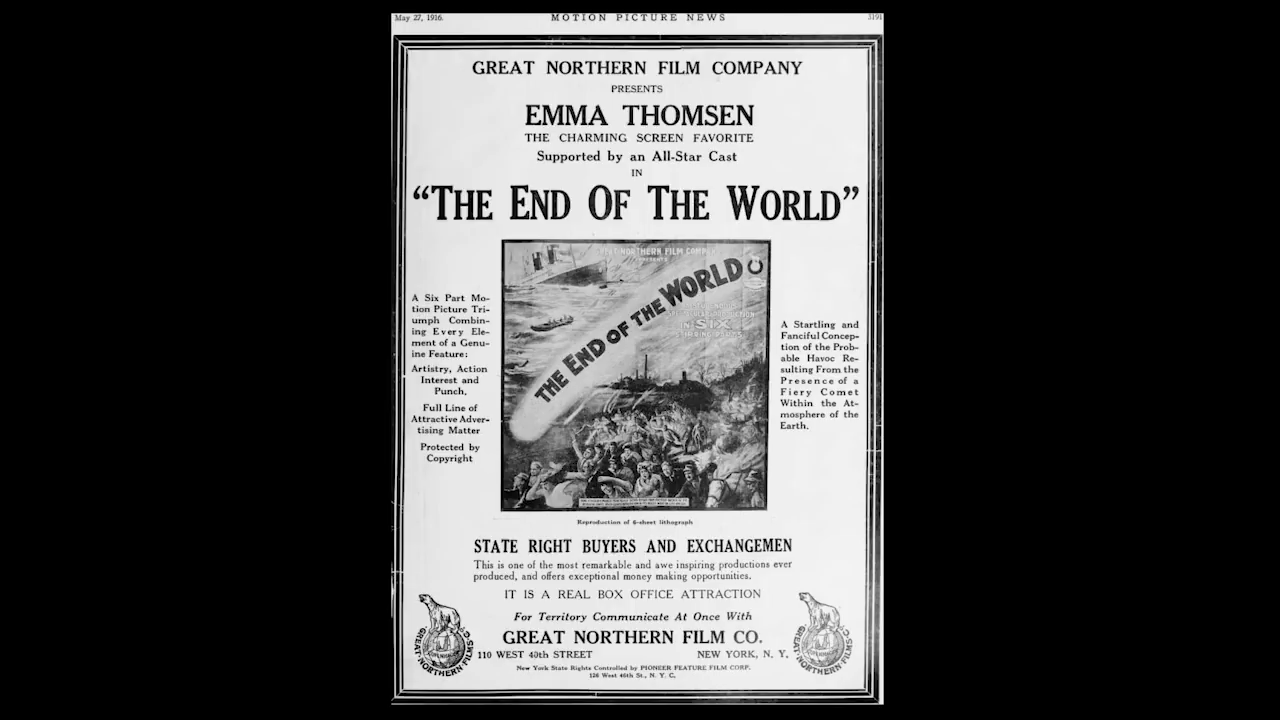 May 27, 1916.
MOTION PICTURE NEWS
3191
GREAT NORTHERN FILM COMPANY
PRESENTS
EMMA THOMSEN
THE CHARMING SCREEN FAVORITE
Supported by an All-Star Cast
IN
"THE END OF THE WORLD"
A Six Part Mo-
tion Picture Tri-
umph Combin-
ing Every Ele-
ment of a Genu-
ine Feature:
Artistry, Action
Interest and
Punch,
Full Line of
Attractive Adver-
tising Matter
Protected by
Copyright
GREAT NORTHERN FILM COMPANY
PRESENTS
THE END OF THE WORLD
IN SIX
A Startling and
Fanciful Concep-
tion of the Prob-
able Havoc Re-
sulting From the
Presence of a
Fiery Comet
Within the At-
mosphere of the
Earth.
Reproduction of 6-sheet lithograph
STATE RIGHT BUYERS AND EXCHANGEMEN
This is one of the most remarkable and awe inspiring productions ever
produced, and offers exceptional money making opportunities.
IT IS A REAL BOX OFFICE ATTRACTION
For Territory Communicate At Once With
GREAT NORTHERN FILM CO.
110 WEST 40th STREET
NEW YORK, N. Y.
New York State Rights Controlled by PIONEER FEATURE FILM CORP.
126 West 46th St., N. Y. C.
GREAT NORTHERN FILMS
GREAT NORTHERN FILMS